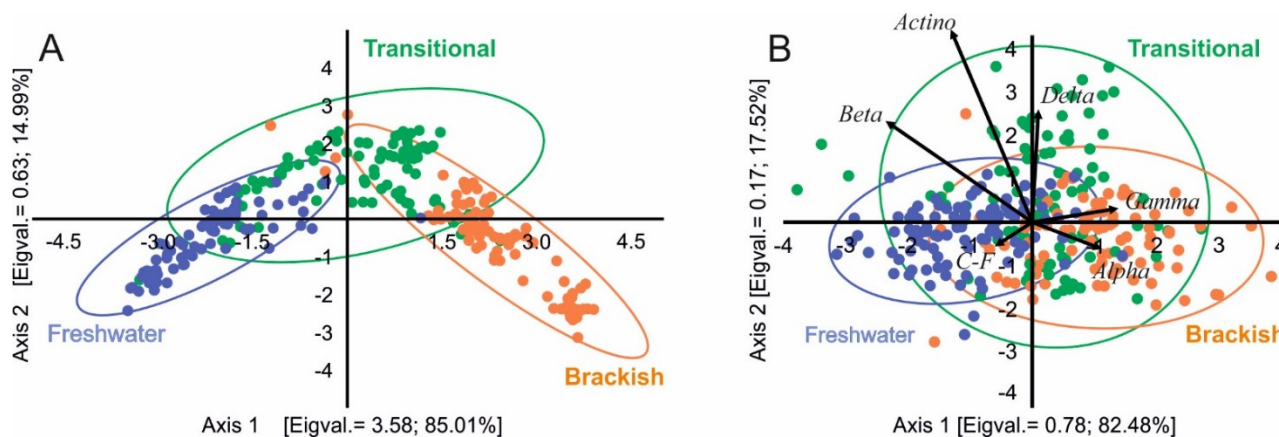 A
Transitional
4
3
2
1
-4.5 -3.0 -1.5 1.5 3.0 4.5
-1
-2
-3
-4
Freshwater
Brackish
Axis 2 [Eigval.= 0.63; 14.99%]
Axis 1 [Eigval.= 3.58; 85.01%]
B
Actino
Transitional
4
3
Delta
Beta
2
1
Gamma
-4 -3 -2 -1 1 2 3 4
C-F
-1
Alpha
-2
-3
-4
Freshwater
Brackish
Axis 2 [Eigval.= 0.17; 17.52%]
Axis 1 [Eigval.= 0.78; 82.48%]